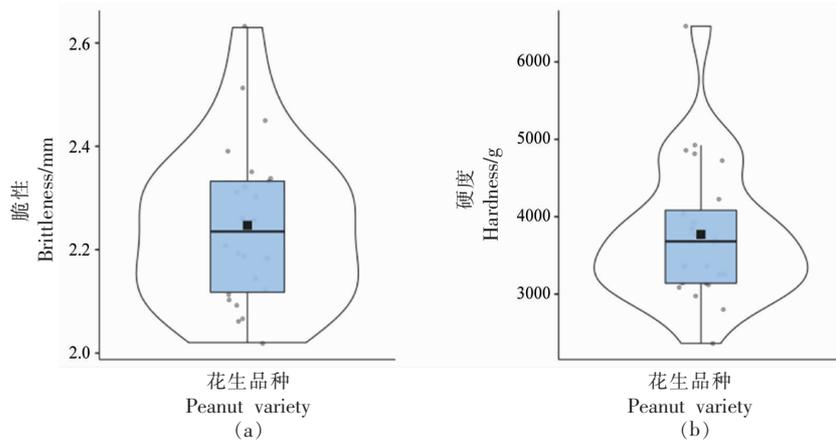 2.6
2.4
2.2
2.0
脆性
Brittleness/mm
花生品种
Peanut variety
(a)
6000
5000
4000
3000
硬度
Hardness/g
花生品种
Peanut variety
(b)